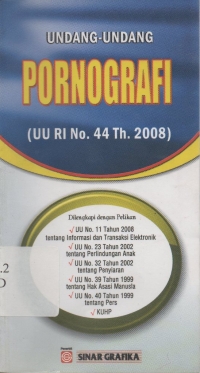 UNDANG-UNDANG
PORNOGRAFI
(UU RI No. 44 Th. 2008)
Dilengkapi dengan Petikan
√ UU No. 11 Tahun 2008
tentang Informasi dan Transaksi Elektronik
√ UU No. 23 Tahun 2002
tentang Perlindungan Anak
√ UU No. 32 Tahun 2002
tentang Penyiaran
√ UU No. 39 Tahun 1999
tentang Hak Asasi Manusia
√ UU No. 40 Tahun 1999
tentang Pers
√ KUHP
.2
SINAR GRAFIKA